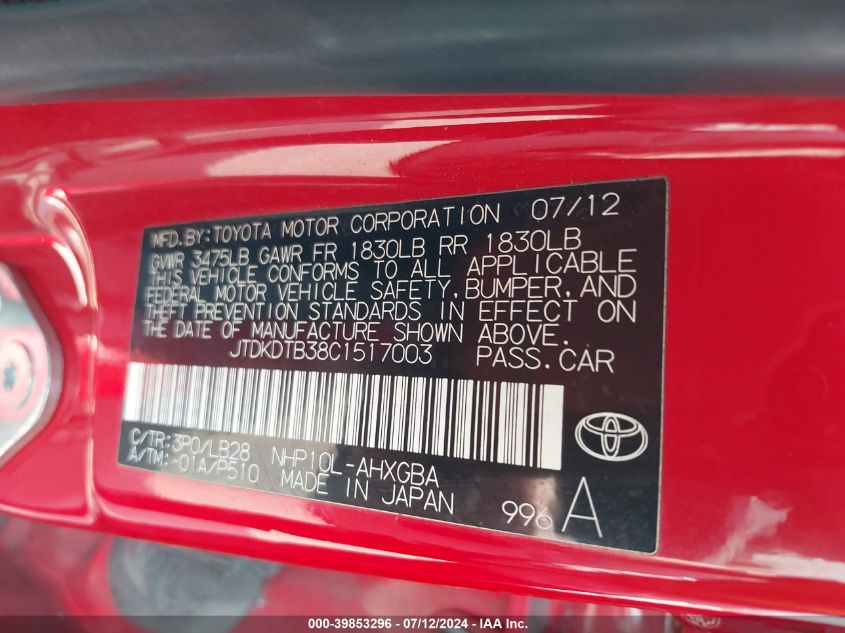 MFD.BY:TOYOTA MOTOR CORPORATION 07/12
GVWR 3475LB GAWR FR 1830LB RR 1830LB
THIS VEHICLE CONFORMS TO ALL APPLICABLE
FEDERAL MOTOR VEHICLE SAFETY,BUMPER,AND
THEFT PREVENTION STANDARDS IN EFFECT ON
THE DATE OF MANUFACTURE SHOWN ABOVE.
JTDKDTB38C1517003 PASS.CAR
C/TR:3P0/LB28 NHP10L-AHXGBA
A/TM:-01A/P510 MADE IN JAPAN
996 A
000-39853296 - 07/12/2024 - IAA Inc.